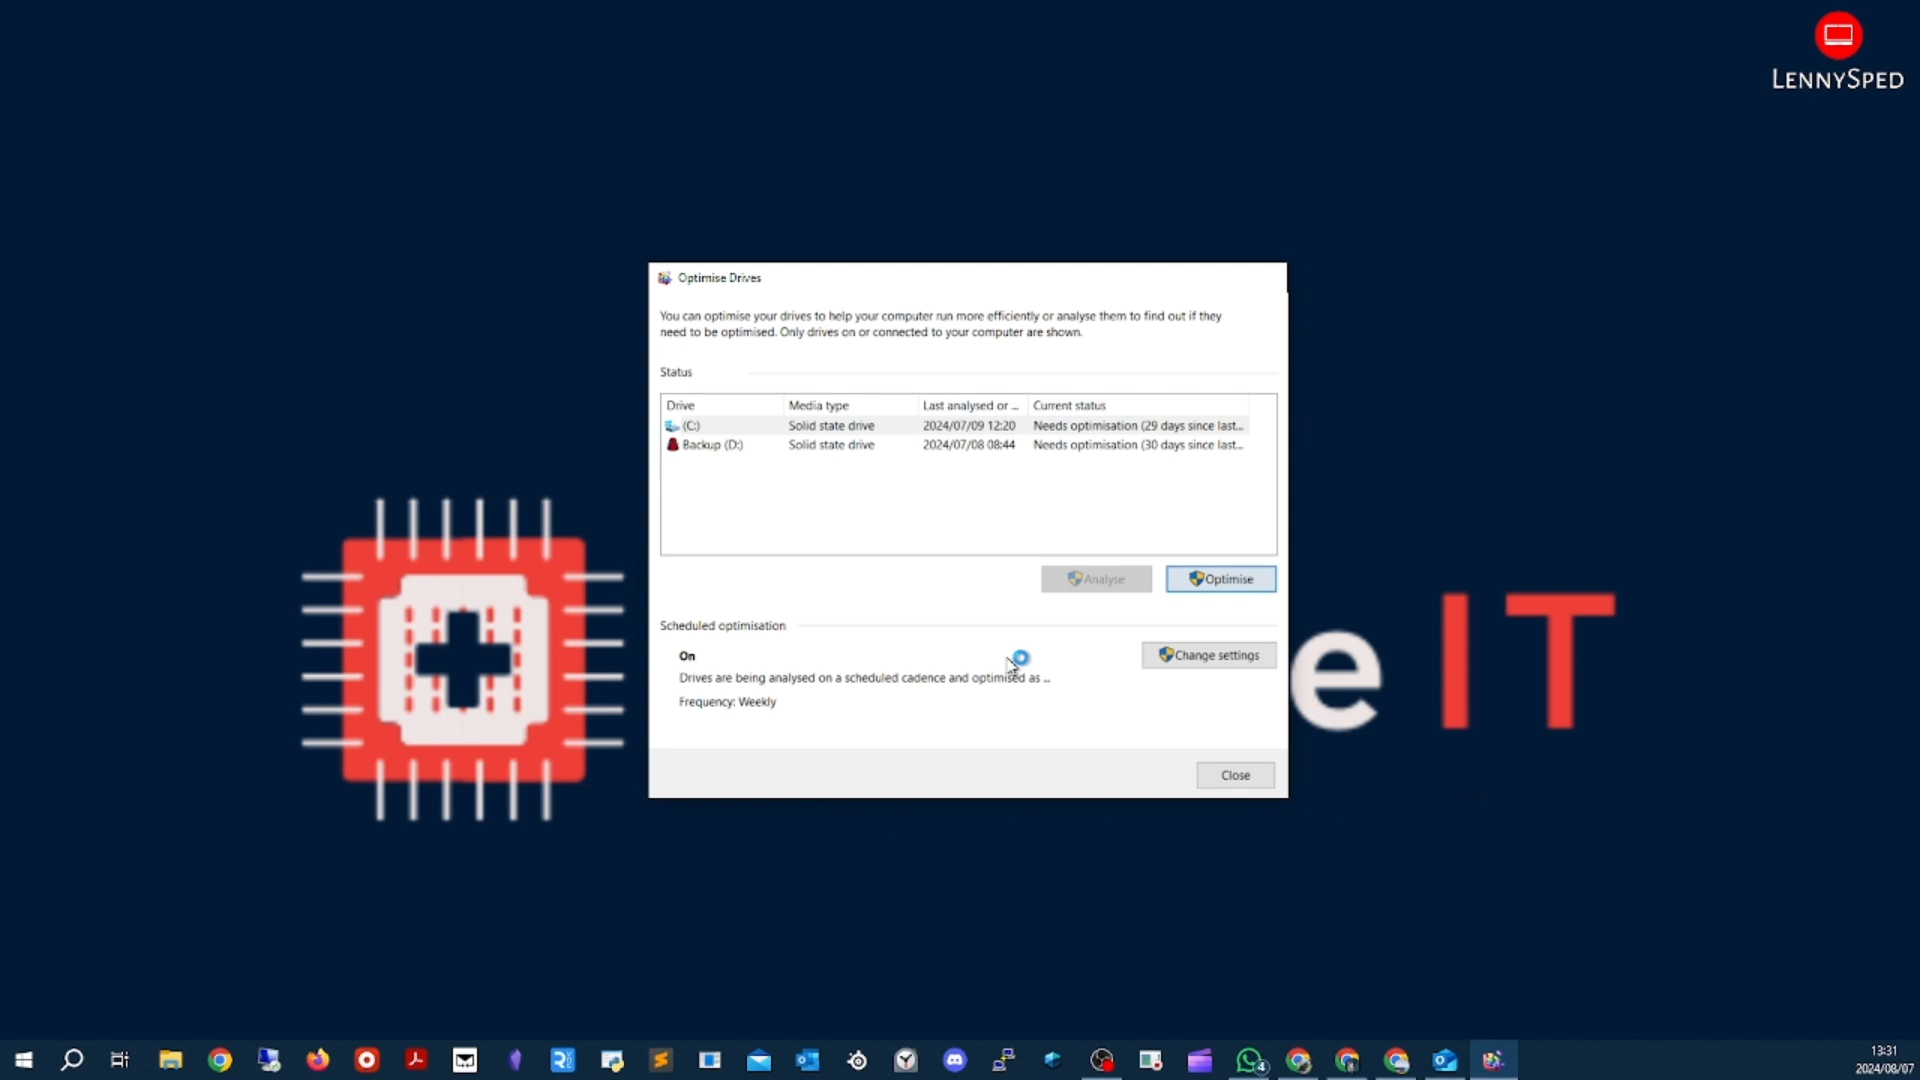 LENNYSPED
Optimise Drives
You can optimise your drives to help your computer run more efficiently or analyse them to find out if they
need to be optimised. Only drives on or connected to your computer are shown.
Status
Drive Media type Last analysed or ... Current status
(C:) Solid state drive 2024/07/09 12:20 Needs optimisation (29 days since last...
Backup (D:) Solid state drive 2024/07/08 08:44 Needs optimisation (30 days since last...
Analyse Optimise
Scheduled optimisation
On
Change settings
Drives are being analysed on a scheduled cadence and optimised as ...
Frequency: Weekly
e IT
Close
4
13:31
2024/08/07